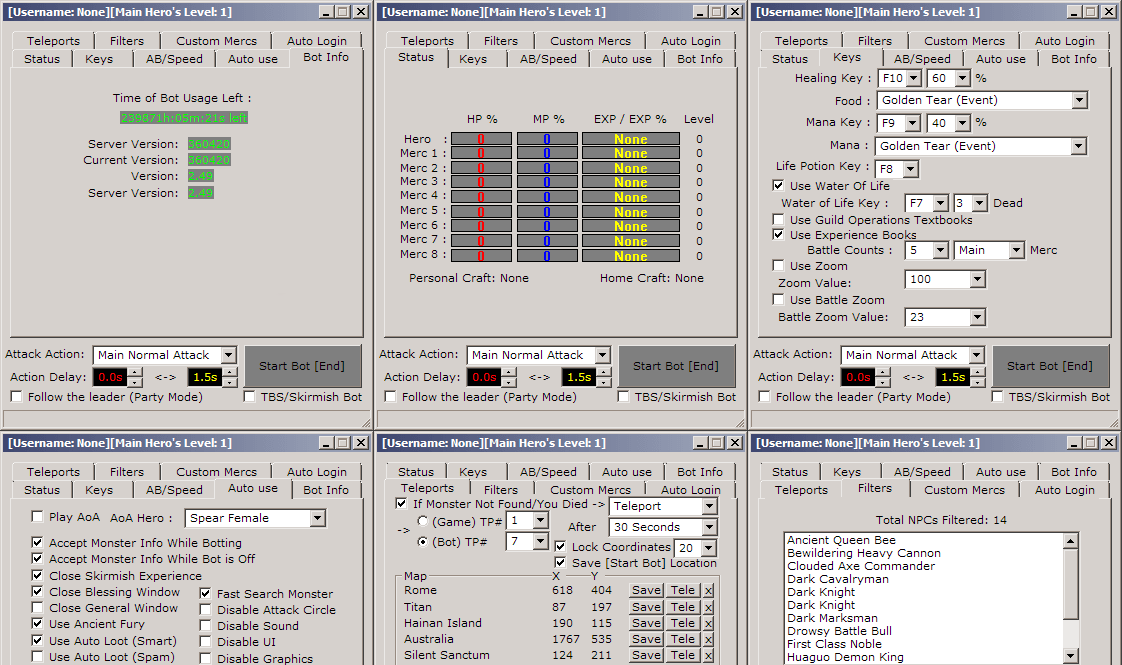 [Username: None][Main Hero's Level: 1]
Teleports Filters Custom Mercs Auto Login
Status Keys AB/Speed Auto use Bot Info
Time of Bot Usage Left :
239871h:05m:21s left
Server Version: 360420
Current Version: 360420
Version: 2.49
Server Version: 2.49
Attack Action: Main Normal Attack
Start Bot [End]
Action Delay: 0.0s <-> 1.5s
Follow the leader (Party Mode) TBS/Skirmish Bot
[Username: None][Main Hero's Level: 1]
Teleports Filters Custom Mercs Auto Login
Status Keys AB/Speed Auto use Bot Info
HP % MP % EXP / EXP % Level
Hero : 0 0 None 0
Merc 1 : 0 0 None 0
Merc 2 : 0 0 None 0
Merc 3 : 0 0 None 0
Merc 4 : 0 0 None 0
Merc 5 : 0 0 None 0
Merc 6 : 0 0 None 0
Merc 7 : 0 0 None 0
Merc 8 : 0 0 None 0
Personal Craft: None Home Craft: None
Attack Action: Main Normal Attack
Start Bot [End]
Action Delay: 0.0s <-> 1.5s
Follow the leader (Party Mode) TBS/Skirmish Bot
[Username: None][Main Hero's Level: 1]
Teleports Filters Custom Mercs Auto Login
Status Keys AB/Speed Auto use Bot Info
Healing Key : F10 60 %
Food : Golden Tear (Event)
Mana Key : F9 40 %
Mana : Golden Tear (Event)
Life Potion Key : F8
Use Water Of Life
Water of Life Key : F7 3 Dead
Use Guild Operations Textbooks
Use Experience Books
Battle Counts : 5 Main Merc
Use Zoom
Zoom Value: 100
Use Battle Zoom
Battle Zoom Value: 23
Attack Action: Main Normal Attack
Start Bot [End]
Action Delay: 0.0s <-> 1.5s
Follow the leader (Party Mode) TBS/Skirmish Bot
[Username: None][Main Hero's Level: 1]
Teleports Filters Custom Mercs Auto Login
Status Keys AB/Speed Auto use Bot Info
Play AoA AoA Hero : Spear Female
Accept Monster Info While Botting
Accept Monster Info While Bot is Off
Close Skirmish Experience
Close Blessing Window Fast Search Monster
Close General Window Disable Attack Circle
Use Ancient Fury Disable Sound
Use Auto Loot (Smart) Disable UI
Use Auto Loot (Spam) Disable Graphics
[Username: None][Main Hero's Level: 1]
Status Keys AB/Speed Auto use Bot Info
Teleports Filters Custom Mercs Auto Login
If Monster Not Found/You Died -> Teleport
-> (Game) TP# 1 After 30 Seconds
(Bot) TP# 7 Lock Coordinates 20
Save [Start Bot] Location
Map X Y
Rome 618 404 Save Tele x
Titan 87 197 Save Tele x
Hainan Island 190 115 Save Tele x
Australia 1767 535 Save Tele x
Silent Sanctum 124 211 Save Tele x
[Username: None][Main Hero's Level: 1]
Status Keys AB/Speed Auto use Bot Info
Teleports Filters Custom Mercs Auto Login
Total NPCs Filtered: 14
Ancient Queen Bee
Bewildering Heavy Cannon
Clouded Axe Commander
Dark Cavalryman
Dark Knight
Dark Knight
Dark Marksman
Drowsy Battle Bull
First Class Noble
Huaguo Demon King